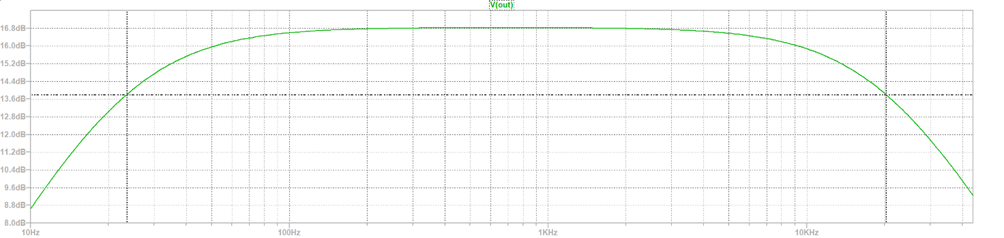 V(out)
16.8dB
16.0dB
15.2dB
14.4dB
13.6dB
12.8dB
12.0dB
11.2dB
10.4dB
9.6dB
8.8dB
8.0dB
10Hz 100Hz 1KHz 10KHz